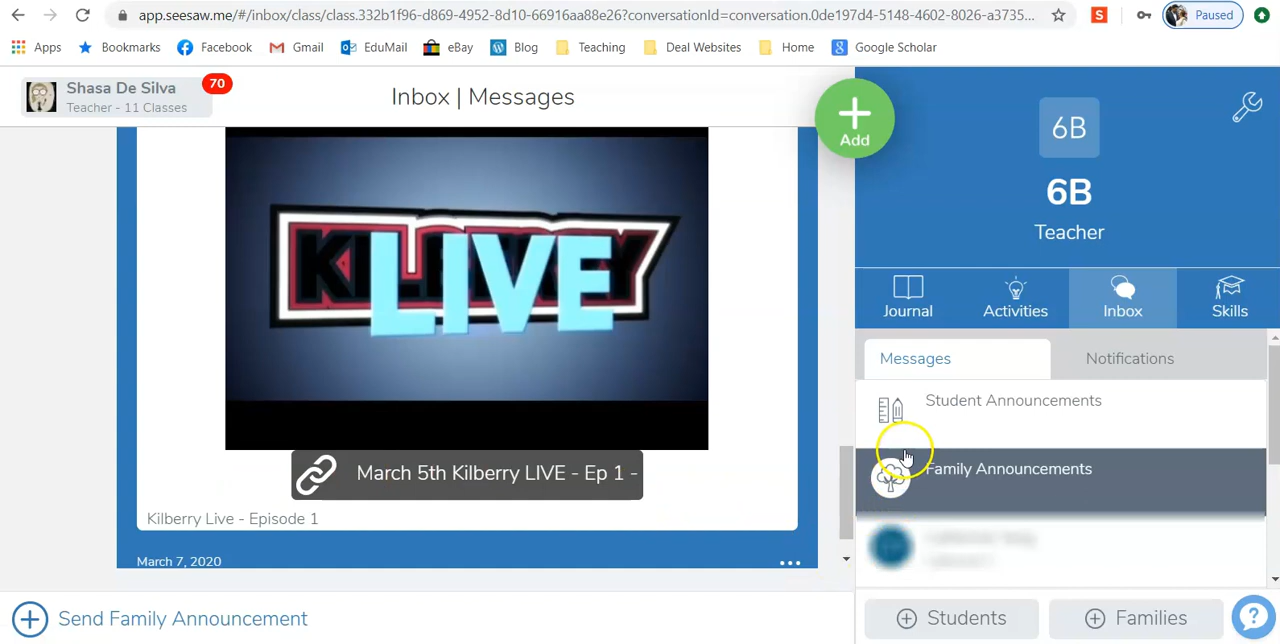 app.seesaw.me/#/inbox/class/class.332b1f96-d869-4952-8d10-66916aa88e26?conversationId=conversation.0de197d4-5148-4602-8026-a3735...
S
Paused
Apps
Bookmarks
Facebook
Gmail
EduMail
eBay
Blog
Teaching
Deal Websites
Home
Google Scholar
Shasa De Silva
70
Teacher - 11 Classes
Inbox | Messages
Add
6B
6B
Teacher
Journal
Activities
Inbox
Skills
KILBERRY
LIVE
March 5th Kilberry LIVE - Ep 1 -
Kilberry Live - Episode 1
March 7, 2020
Messages
Notifications
Student Announcements
Family Announcements
Send Family Announcement
Students
Families
?